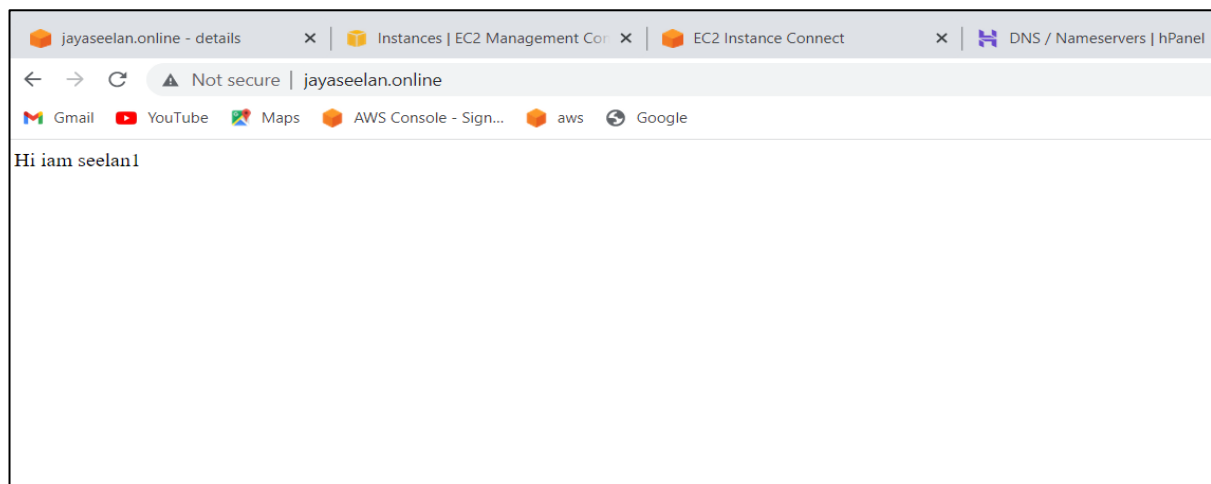 jayaseelan.online - details Instances | EC2 Management Con EC2 Instance Connect DNS / Nameservers | hPanel
Not secure | jayaseelan.online
Gmail YouTube Maps AWS Console - Sign... aws Google
Hi iam seelan1